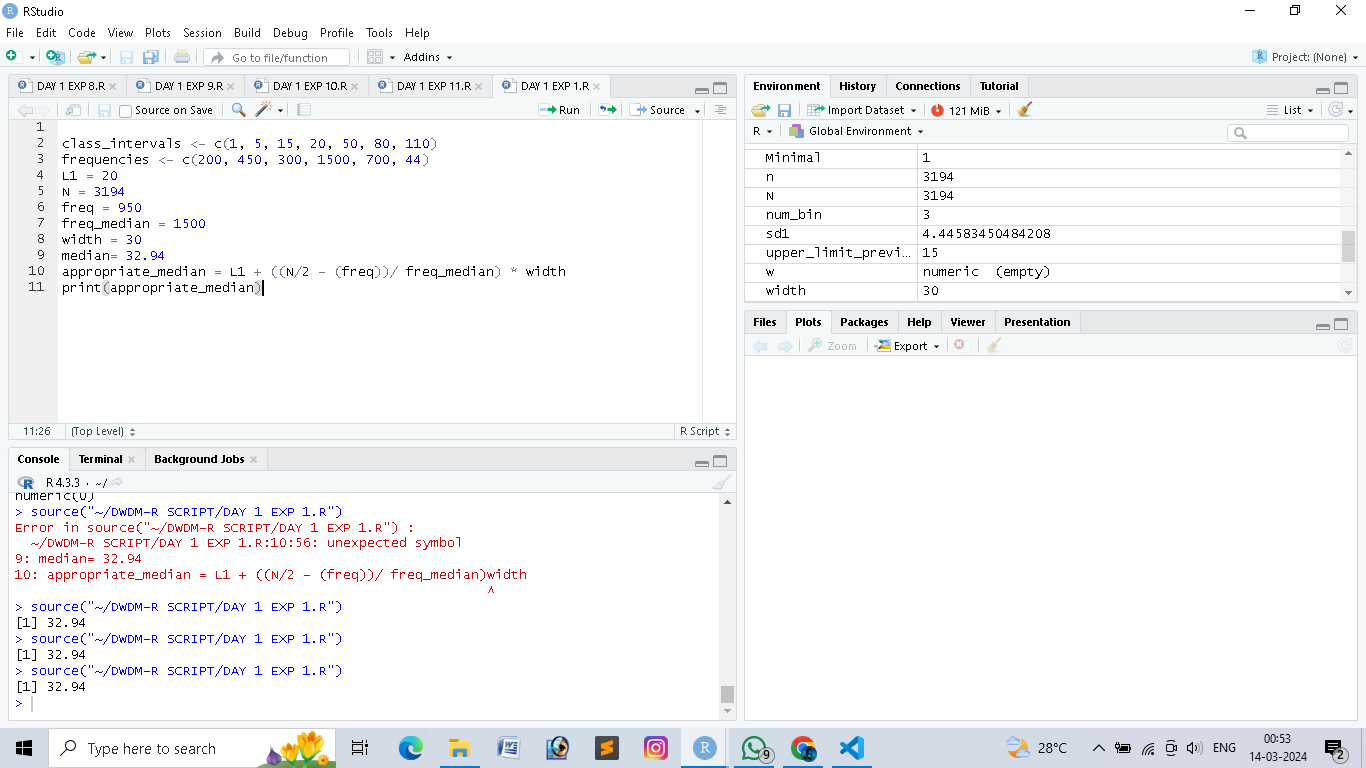 RStudio
File Edit Code View Plots Session Build Debug Profile Tools Help
Go to file/function Addins Project: (None)
DAY 1 EXP 8.R DAY 1 EXP 9.R DAY 1 EXP 10.R DAY 1 EXP 11.R DAY 1 EXP 1.R
Source on Save Run Source
1
2 class_intervals <- c(1, 5, 15, 20, 50, 80, 110)
3 frequencies <- c(200, 450, 300, 1500, 700, 44)
4 L1 = 20
5 N = 3194
6 freq = 950
7 freq_median = 1500
8 width = 30
9 median= 32.94
10 appropriate_median = L1 + ((N/2 - (freq))/ freq_median) * width
11 print(appropriate_median)
11:26 (Top Level) R Script
Console Terminal Background Jobs
R 4.3.3 · ~/
numeric(0)
> source("~/DWDM-R SCRIPT/DAY 1 EXP 1.R")
Error in source("~/DWDM-R SCRIPT/DAY 1 EXP 1.R") :
~/DWDM-R SCRIPT/DAY 1 EXP 1.R:10:56: unexpected symbol
9: median= 32.94
10: appropriate_median = L1 + ((N/2 - (freq))/ freq_median)width
^
> source("~/DWDM-R SCRIPT/DAY 1 EXP 1.R")
[1] 32.94
> source("~/DWDM-R SCRIPT/DAY 1 EXP 1.R")
[1] 32.94
> source("~/DWDM-R SCRIPT/DAY 1 EXP 1.R")
[1] 32.94
>
Environment History Connections Tutorial
Import Dataset 121 MiB List
R Global Environment
Minimal 1
n 3194
N 3194
num_bin 3
sd1 4.44583450484208
upper_limit_previ... 15
w numeric (empty)
width 30
Files Plots Packages Help Viewer Presentation
Zoom Export
Type here to search
9
28°C ENG 00:53
14-03-2024
2